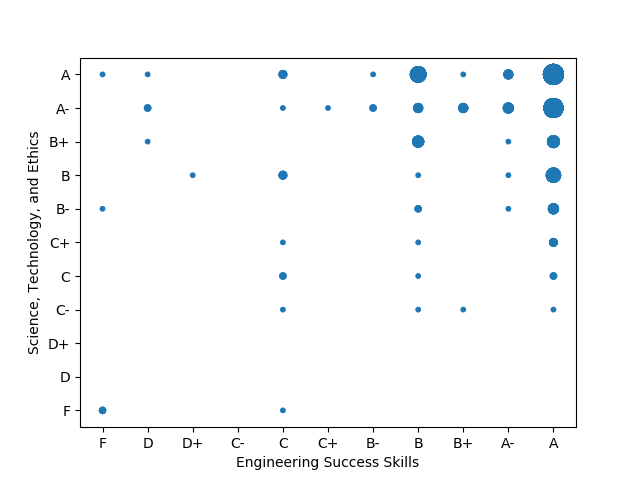 Science, Technology, and Ethics
A
A-
B+
B
B-
C+
C
C-
D+
D
F
F D D+ C- C C+ B- B B+ A- A
Engineering Success Skills